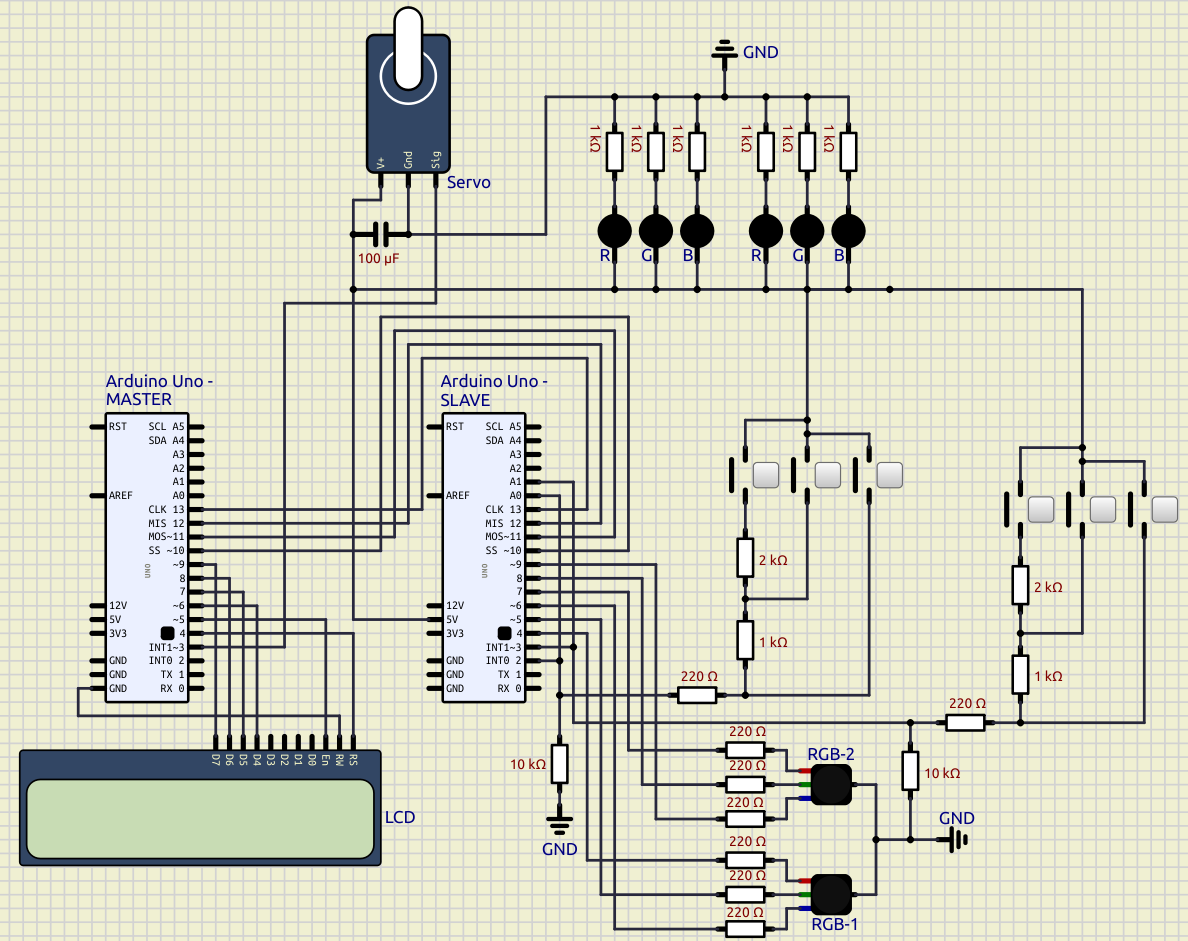 GND
1 kΩ
1 kΩ
1 kΩ
1 kΩ
1 kΩ
1 kΩ
V+
Gnd
Sig
Servo
100 µF
R
G
B
R
G
B
Arduino Uno -
MASTER
RST
SCL A5
SDA A4
A3
A2
A1
AREF
A0
CLK 13
MIS 12
MOS~11
SS ~10
UNO
~9
8
7
12V
~6
5V
~5
3V3
4
INT1~3
GND
INT0 2
GND
TX 1
GND
RX 0
Arduino Uno -
SLAVE
RST
SCL A5
SDA A4
A3
A2
A1
AREF
A0
CLK 13
MIS 12
MOS~11
SS ~10
UNO
~9
8
7
12V
~6
5V
~5
3V3
4
INT1~3
GND
INT0 2
GND
TX 1
GND
RX 0
2 kΩ
1 kΩ
220 Ω
2 kΩ
1 kΩ
220 Ω
D7
D6
D5
D4
D3
D2
D1
D0
En
RW
RS
LCD
10 kΩ
GND
220 Ω
220 Ω
220 Ω
RGB-2
10 kΩ
GND
220 Ω
220 Ω
220 Ω
RGB-1